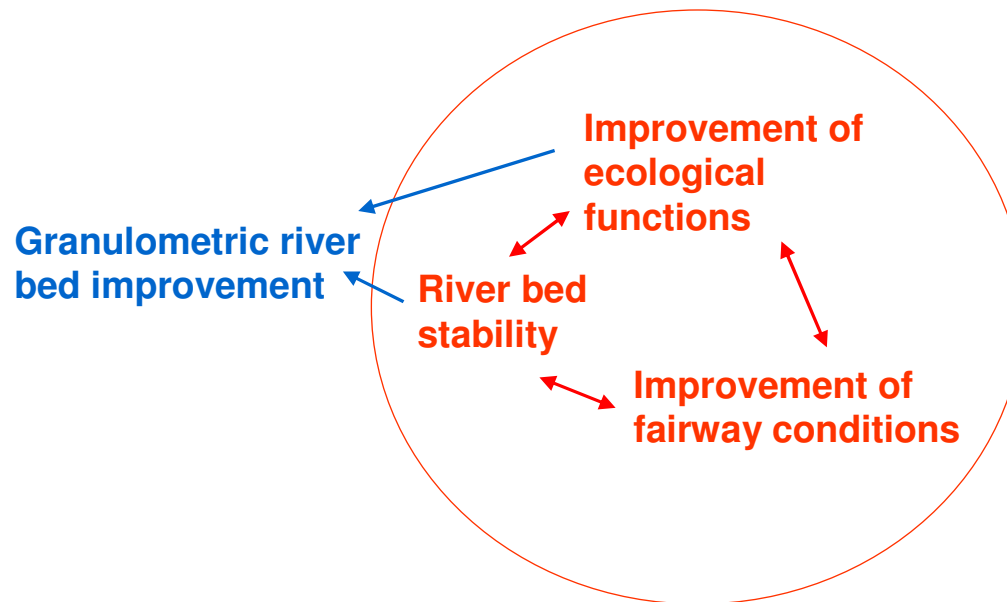 Improvement of
ecological
functions
Granulometric river
bed improvement
River bed
stability
Improvement of
fairway conditions